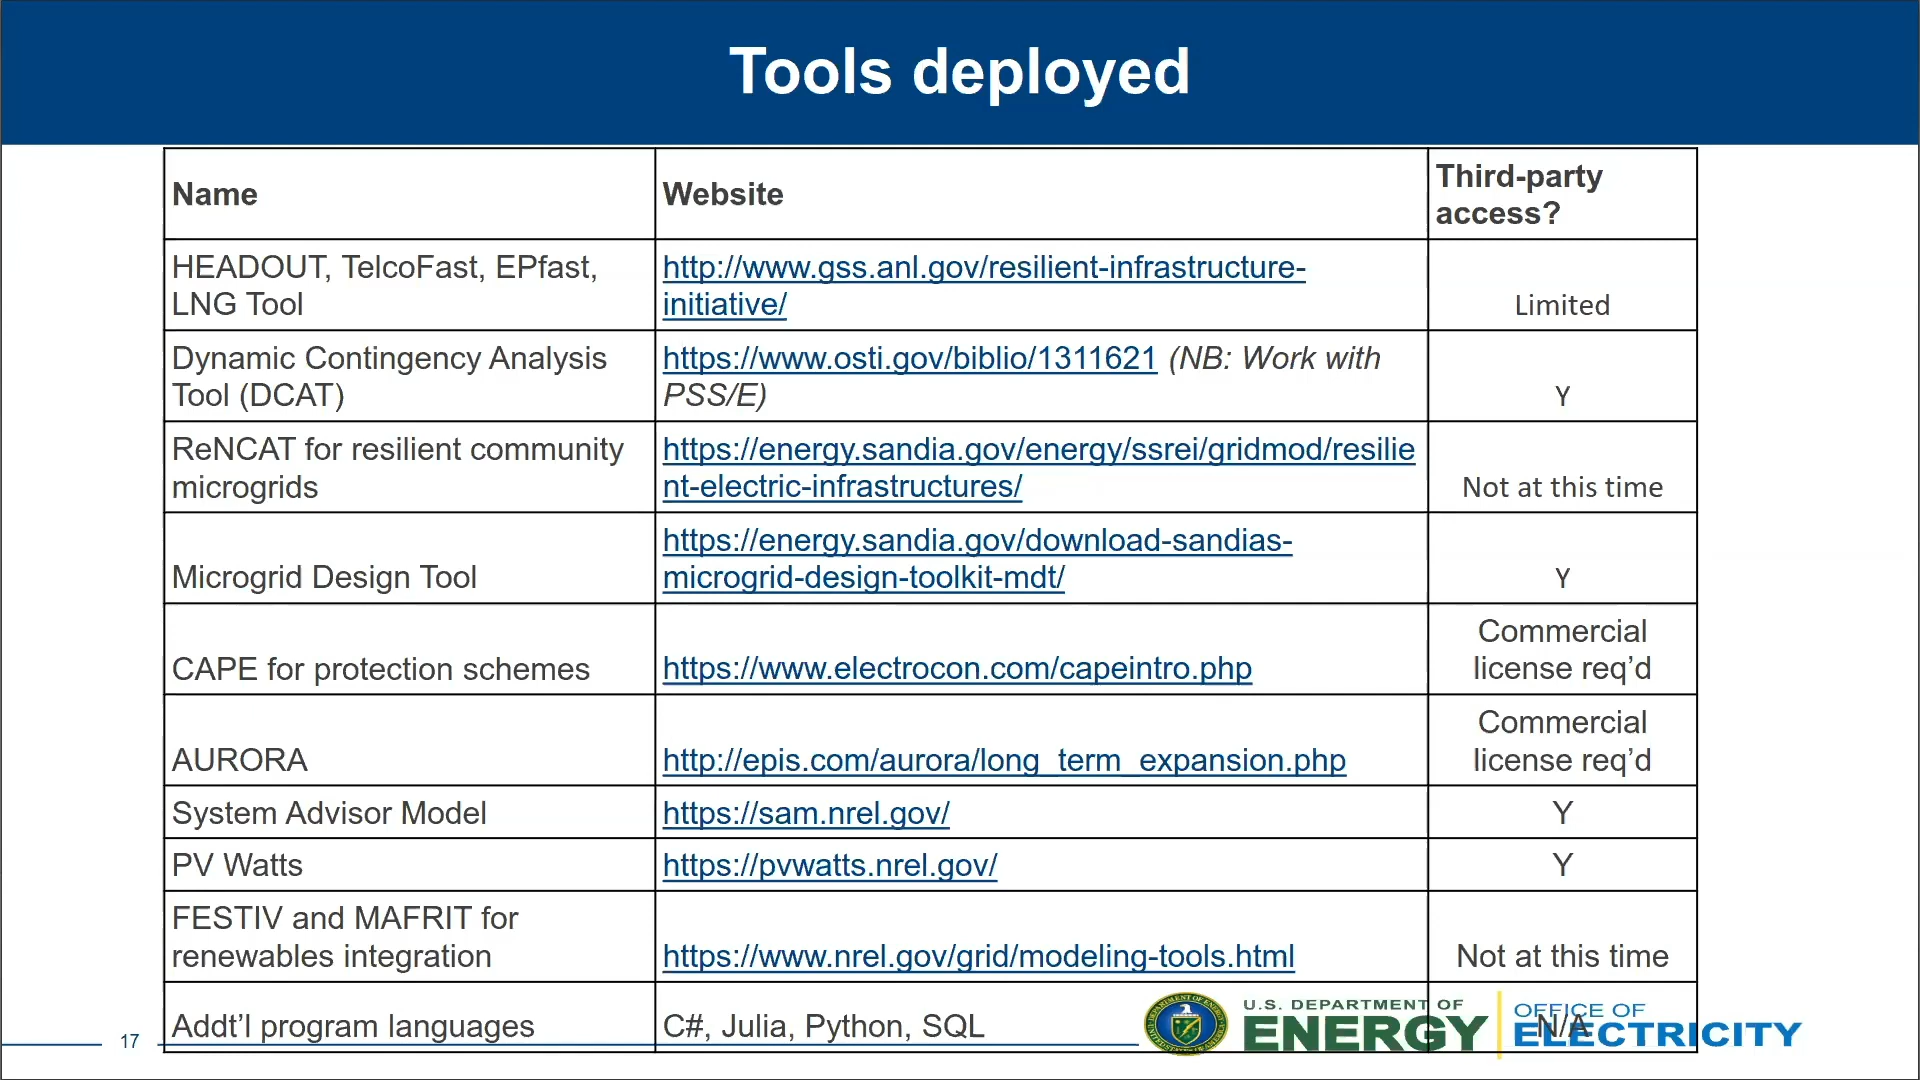 Tools deployed
Name
Website
Third-party
access?
HEADOUT, TelcoFast, EPfast,
LNG Tool
http://www.gss.anl.gov/resilient-infrastructure-
initiative/
Limited
Dynamic Contingency Analysis
Tool (DCAT)
https://www.osti.gov/biblio/1311621 (NB: Work with
PSS/E)
Y
ReNCAT for resilient community
microgrids
https://energy.sandia.gov/energy/ssrei/gridmod/resilie
nt-electric-infrastructures/
Not at this time
Microgrid Design Tool
https://energy.sandia.gov/download-sandias-
microgrid-design-toolkit-mdt/
Y
CAPE for protection schemes
https://www.electrocon.com/capeintro.php
Commercial
license req’d
AURORA
http://epis.com/aurora/long_term_expansion.php
Commercial
license req’d
System Advisor Model
https://sam.nrel.gov/
Y
PV Watts
https://pvwatts.nrel.gov/
Y
FESTIV and MAFRIT for
renewables integration
https://www.nrel.gov/grid/modeling-tools.html
Not at this time
Addt’l program languages
C#, Julia, Python, SQL
N/A
17
U.S. DEPARTMENT OF
ENERGY
OFFICE OF
ELECTRICITY